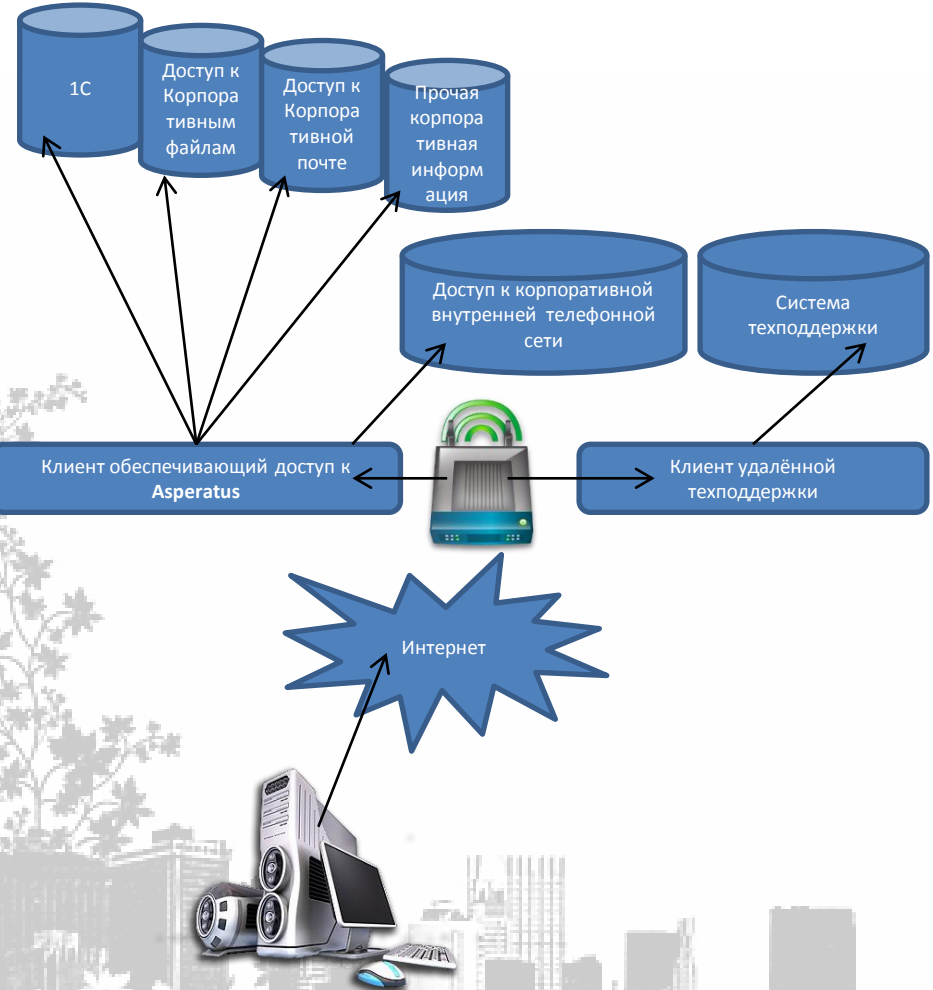 1С
Доступ к
Корпора
тивным
файлам
Доступ к
Корпора
тивной
почте
Прочая
корпора
тивная
информ
ация
Доступ к корпоративной
внутренней телефонной
сети
Система
техподдержки
Клиент обеспечивающий доступ к
Asperatus
Клиент удалённой
техподдержки
Интернет